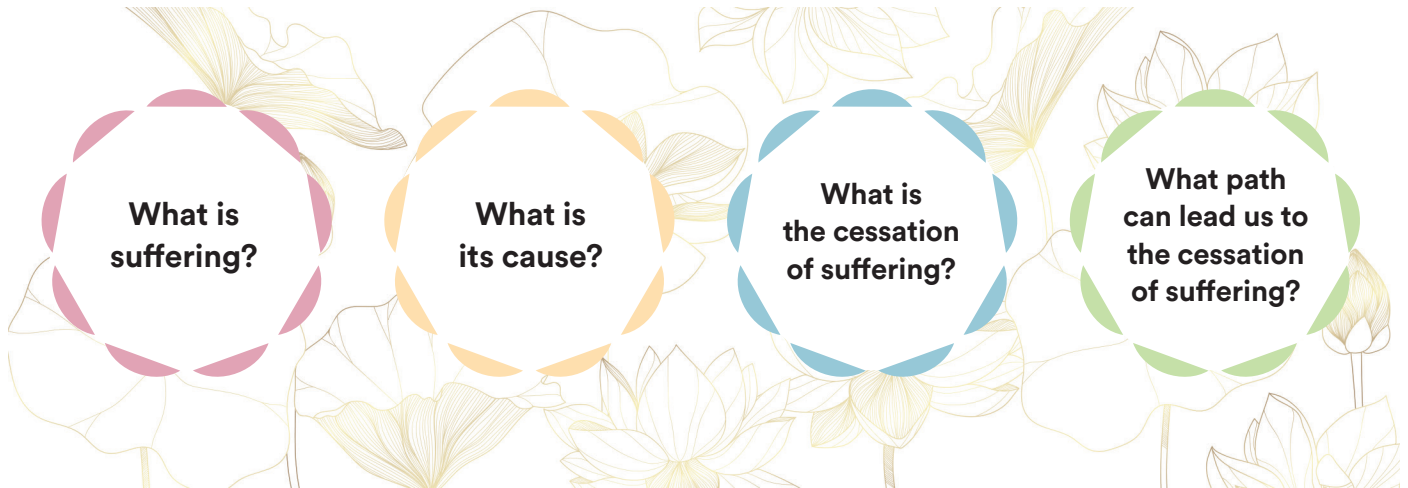 What is
suffering?
What is
its cause?
What is
the cessation
of suffering?
What path
can lead us to
the cessation
of suffering?